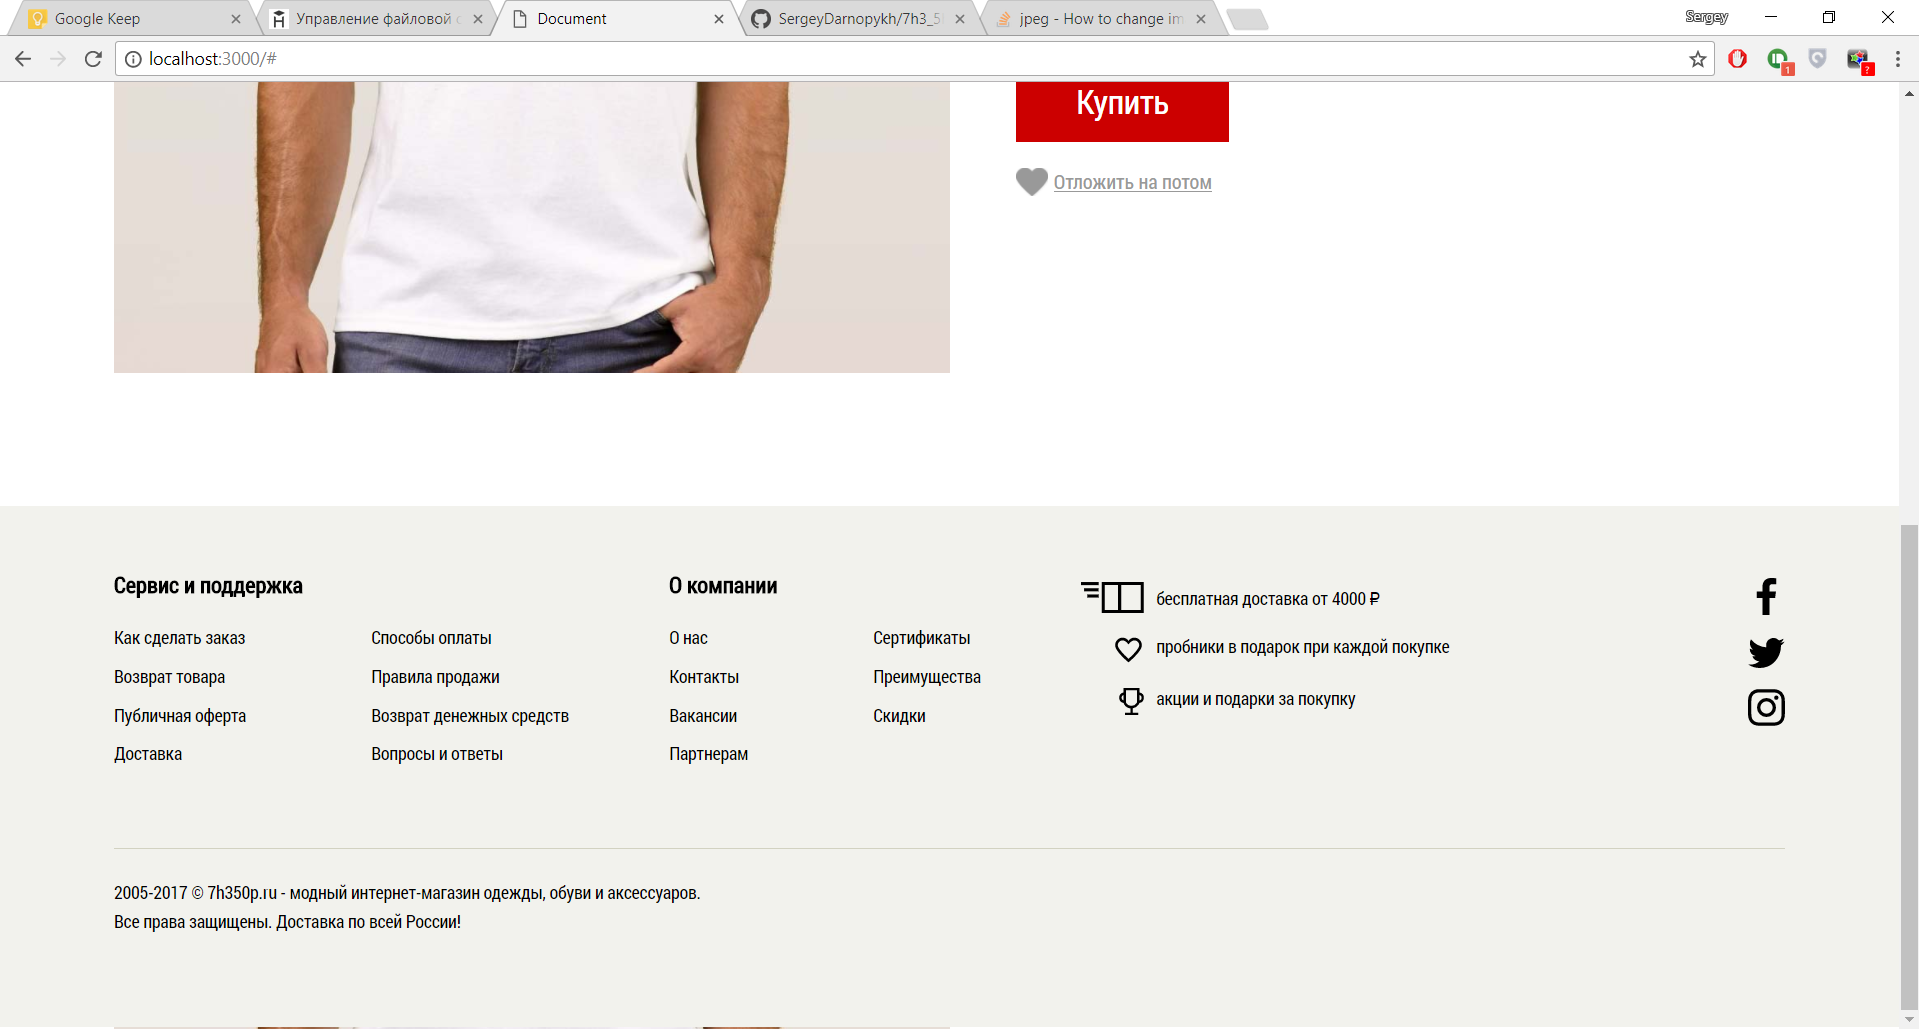 Google Keep
Управление файловой с
Document
SergeyDarnopykh/7h3_5
jpeg - How to change im
Sergey
localhost:3000/#
1
?
Купить
Отложить на потом
Сервис и поддержка
Как сделать заказ
Возврат товара
Публичная оферта
Доставка
Способы оплаты
Правила продажи
Возврат денежных средств
Вопросы и ответы
О компании
О нас
Контакты
Вакансии
Партнерам
Сертификаты
Преимущества
Скидки
бесплатная доставка от 4000 ₽
пробники в подарок при каждой покупке
акции и подарки за покупку
2005-2017 © 7h350p.ru - модный интернет-магазин одежды, обуви и аксессуаров.
Все права защищены. Доставка по всей России!